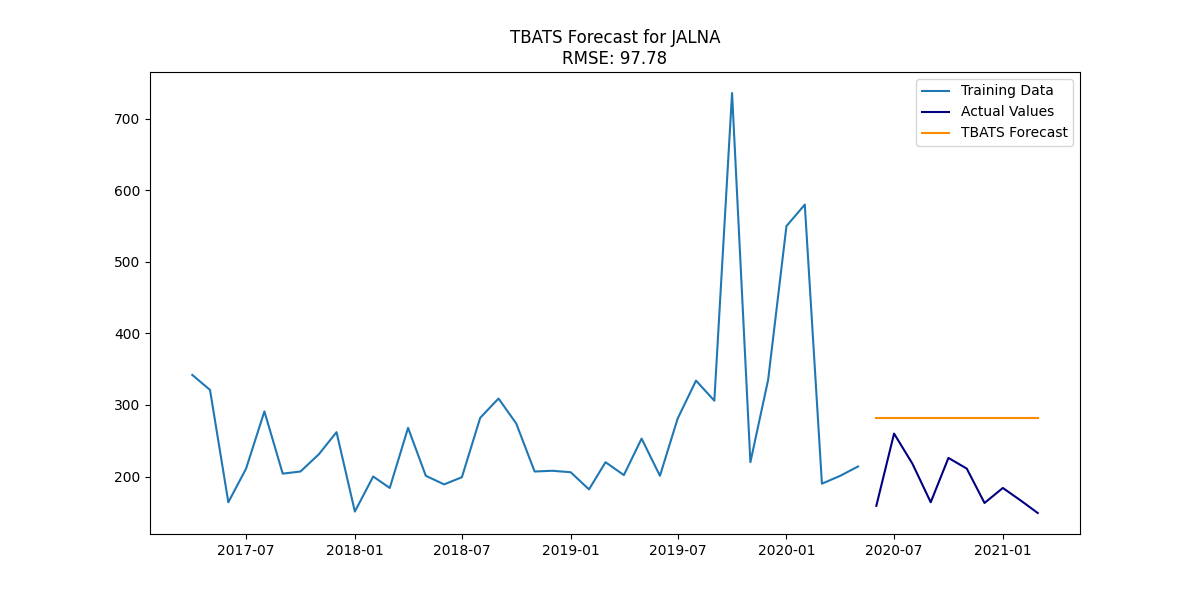 TBATS Forecast for JALNA
RMSE: 97.78
Training Data
Actual Values
TBATS Forecast
700
600
500
400
300
200
2017-07
2018-01
2018-07
2019-01
2019-07
2020-01
2020-07
2021-01